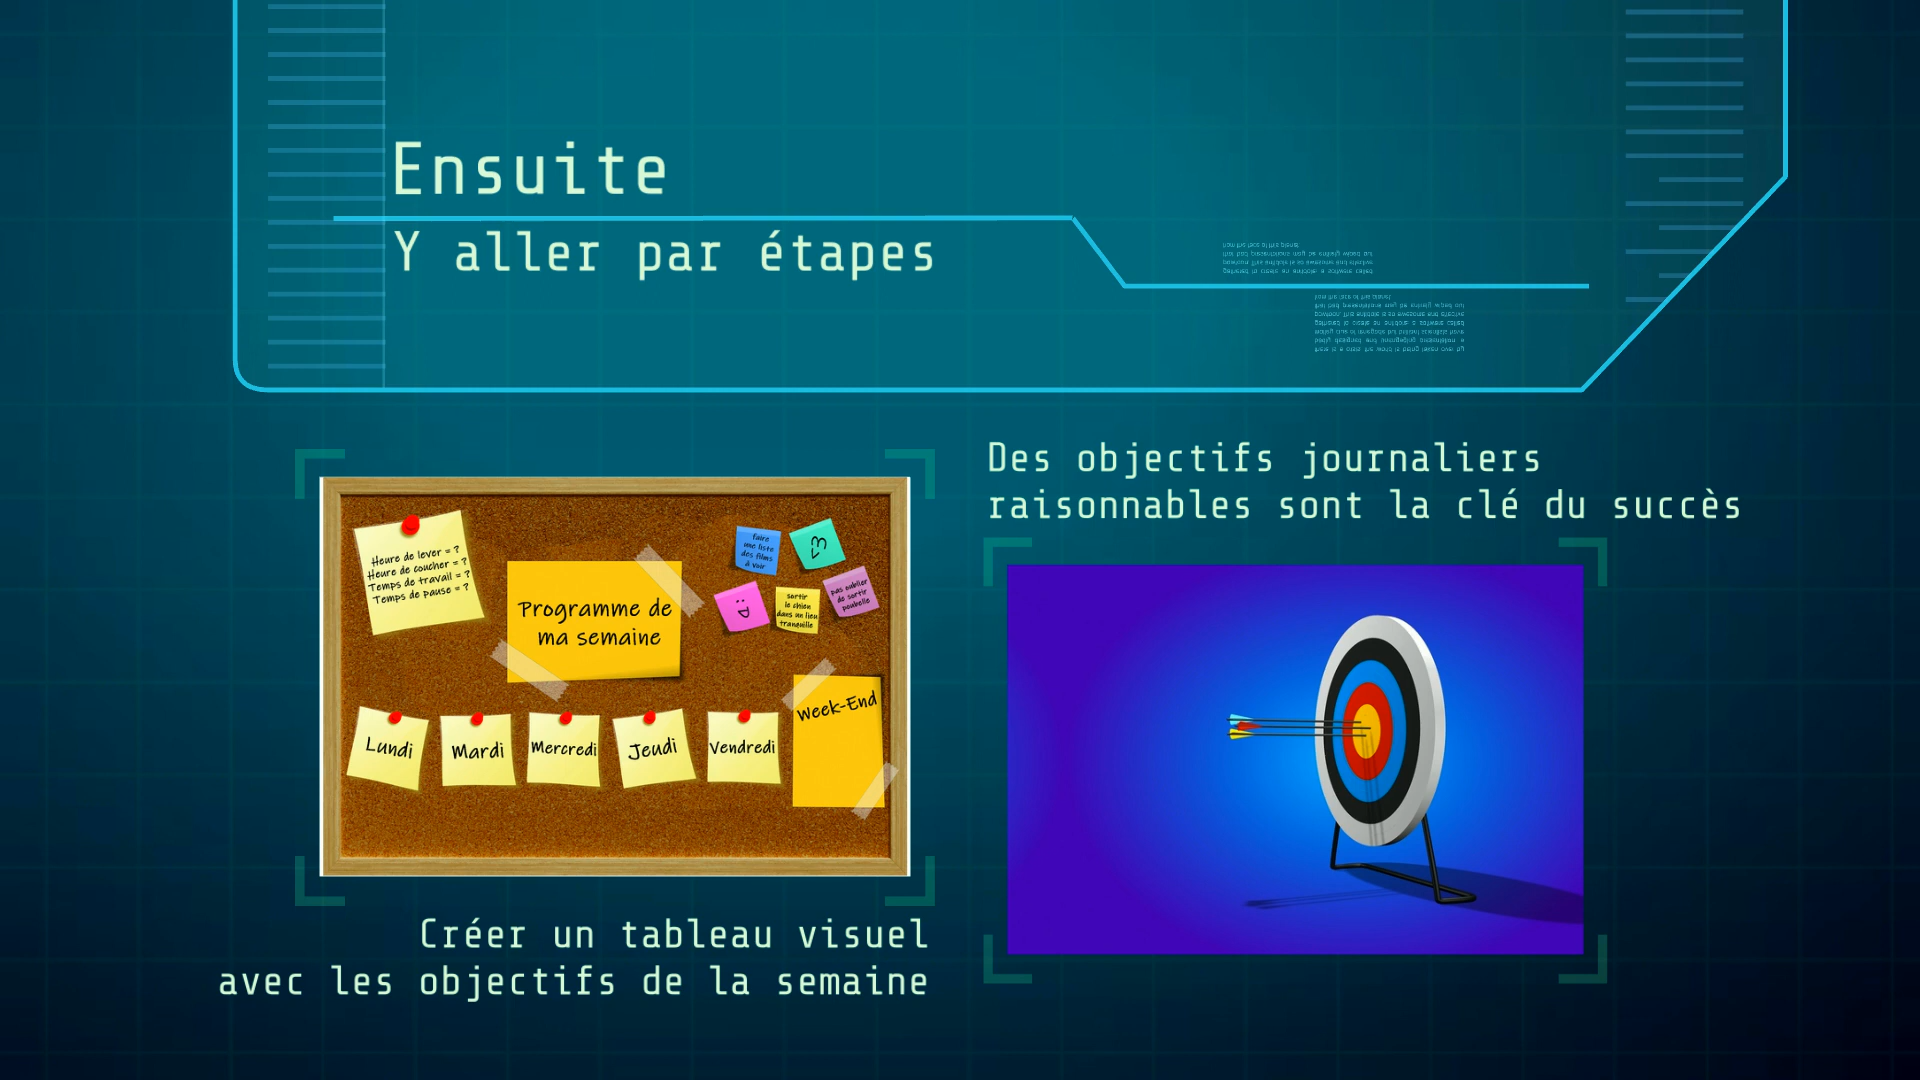 Ensuite
Y aller par étapes
Des objectifs journaliers
raisonnables sont la clé du succès
Heure de lever = ?
Heure de coucher = ?
Temps de travail = ?
Temps de pause = ?
Programme de
ma semaine
faire
une liste
des films
à voir
<3
:D
sortir
le chien
dans un lieu
tranquille
pas oublier
de sortir
poubelle
Lundi
Mardi
Mercredi
Jeudi
Vendredi
Week-End
Créer un tableau visuel
avec les objectifs de la semaine